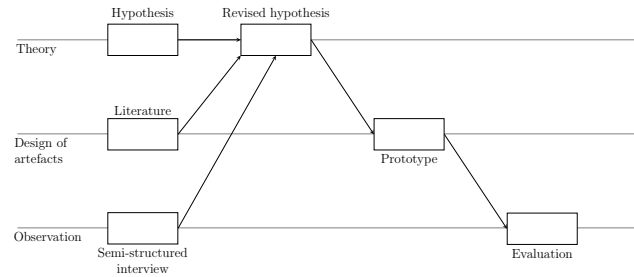 Hypothesis
Revised hypothesis
Theory
Literature
Design of
artefacts
Prototype
Observation
Semi-structured
interview
Evaluation